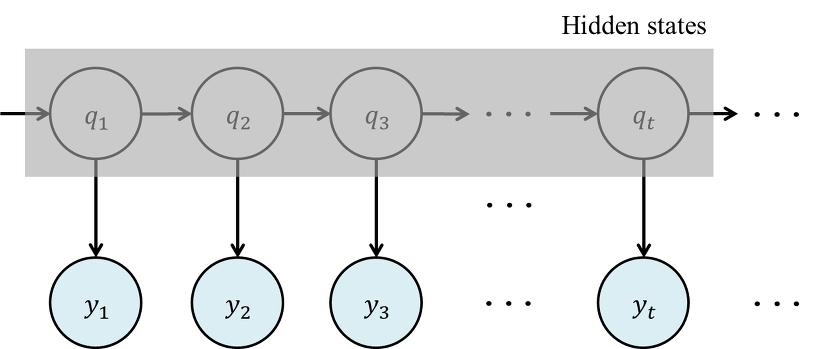 Hidden states
q₁ q₂ q₃ · · · qₜ · · ·
· · ·
y₁ y₂ y₃ · · · yₜ · · ·